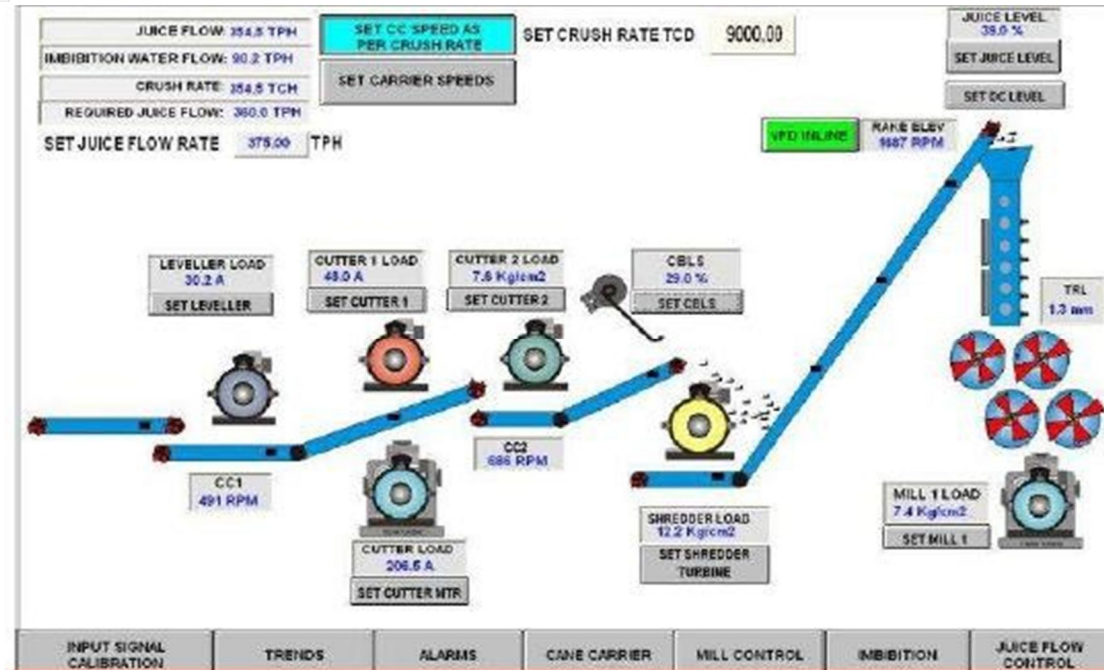 JUICE FLOW: 354.5 TPH
IMBIBITION WATER FLOW: 90.2 TPH
CRUSH RATE: 354.5 TCH
REQUIRED JUICE FLOW: 360.0 TPH
SET JUICE FLOW RATE 375.00 TPH
SET CC SPEED AS
PER CRUSH RATE
SET CARRIER SPEEDS
SET CRUSH RATE TCD 9000.00
JUICE LEVEL
39.0 %
SET JUICE LEVEL
SET DC LEVEL
VFD INLINE
RAKE ELEV
1687 RPM
LEVELLER LOAD
30.2 A
SET LEVELLER
CUTTER 1 LOAD
48.0 A
SET CUTTER 1
CUTTER 2 LOAD
7.6 Kg/cm2
SET CUTTER 2
CBLS
29.0 %
SET CBLS
TRL
1.3 mm
CC1
491 RPM
CC2
686 RPM
CUTTER LOAD
206.5 A
SET CUTTER MTR
SHREDDER LOAD
12.2 Kg/cm2
SET SHREDDER
TURBINE
MILL 1 LOAD
7.4 Kg/cm2
SET MILL 1
INPUT SIGNAL
CALIBRATION
TRENDS
ALARMS
CANE CARRIER
MILL CONTROL
IMBIBITION
JUICE FLOW
CONTROL